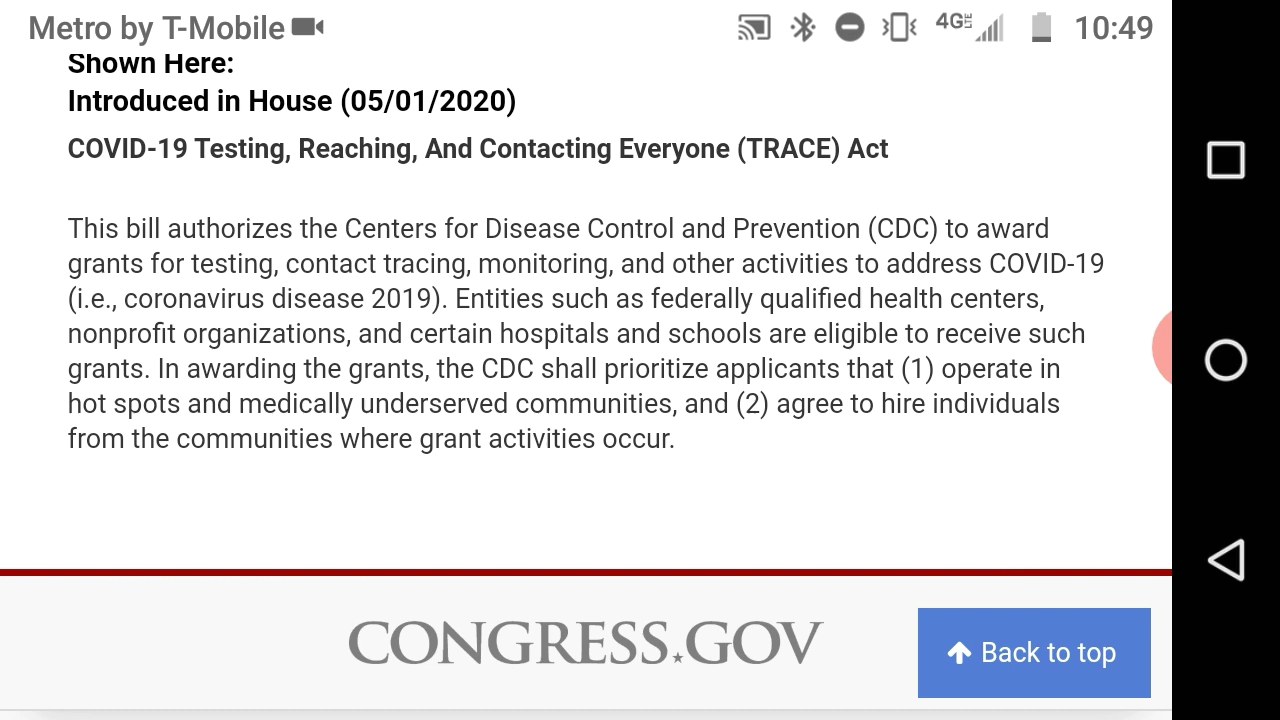 Metro by T-Mobile 4G LTE 10:49
Shown Here:
Introduced in House (05/01/2020)
COVID-19 Testing, Reaching, And Contacting Everyone (TRACE) Act
This bill authorizes the Centers for Disease Control and Prevention (CDC) to award
grants for testing, contact tracing, monitoring, and other activities to address COVID-19
(i.e., coronavirus disease 2019). Entities such as federally qualified health centers,
nonprofit organizations, and certain hospitals and schools are eligible to receive such
grants. In awarding the grants, the CDC shall prioritize applicants that (1) operate in
hot spots and medically underserved communities, and (2) agree to hire individuals
from the communities where grant activities occur.
CONGRESS.GOV
Back to top